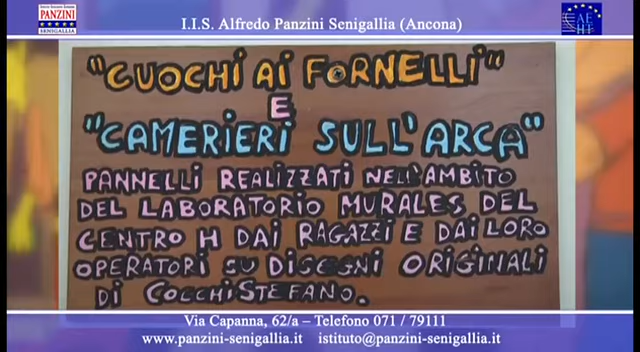 I.I.S. Alfredo Panzini Senigallia (Ancona)
PANZINI
SENIGALLIA
AE
HT
"CUOCHI AI FORNELLI"
E
"CAMERIERI SULL'ARCA"
PANNELLI REALIZZATI NELL'AMBITO
DEL LABORATORIO MURALES DEL
CENTRO H DAI RAGAZZI E DAI LORO
OPERATORI SU DISEGNI ORIGINALI
DI COCCHI STEFANO.
Via Capanna, 62/a – Telefono 071 / 79111
www.panzini-senigallia.it istituto@panzini-senigallia.it